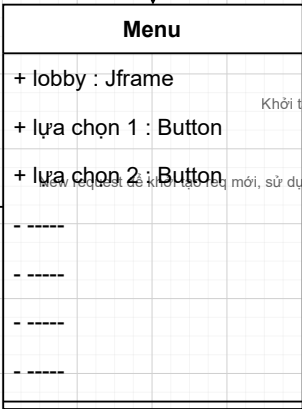 Menu
+ lobby : Jframe
Khởi t
+ lựa chọn 1 : Button
+ lựa chọn 2 : Button
New request để khởi tạo req mới, sử dụ
- -----
- -----
- -----
- -----